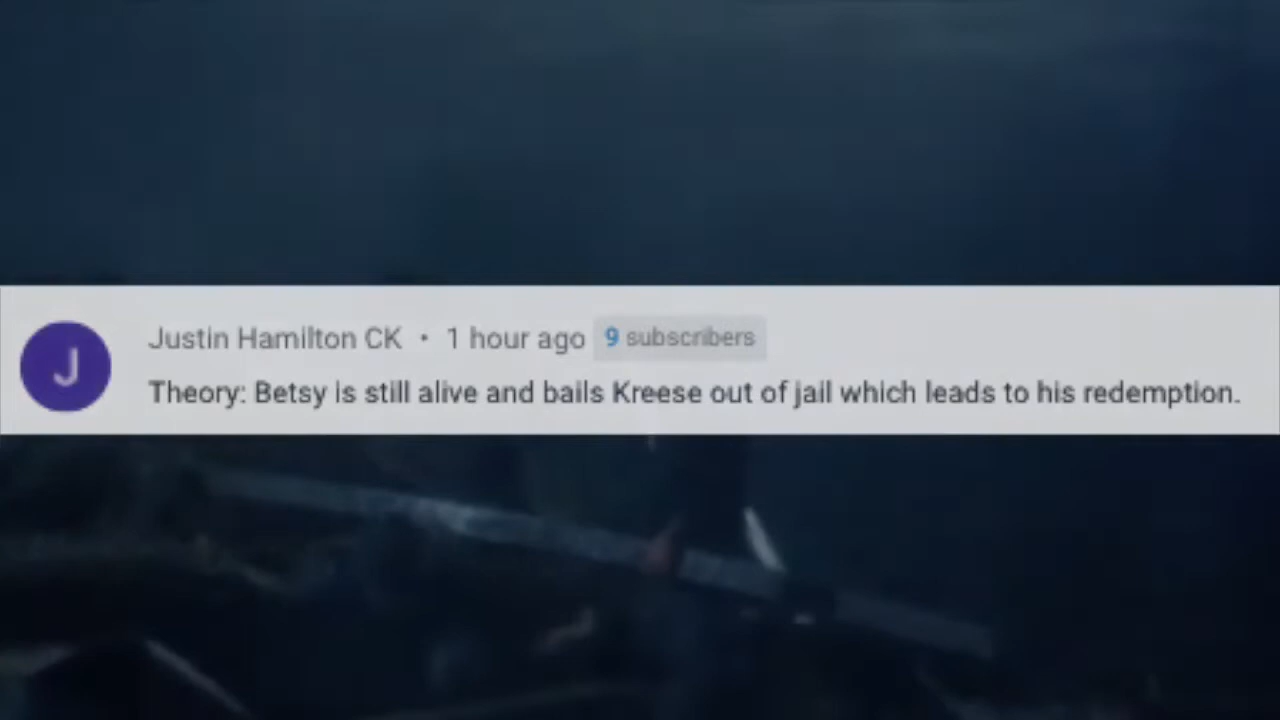 J
Justin Hamilton CK • 1 hour ago 9 subscribers
Theory: Betsy is still alive and bails Kreese out of jail which leads to his redemption.